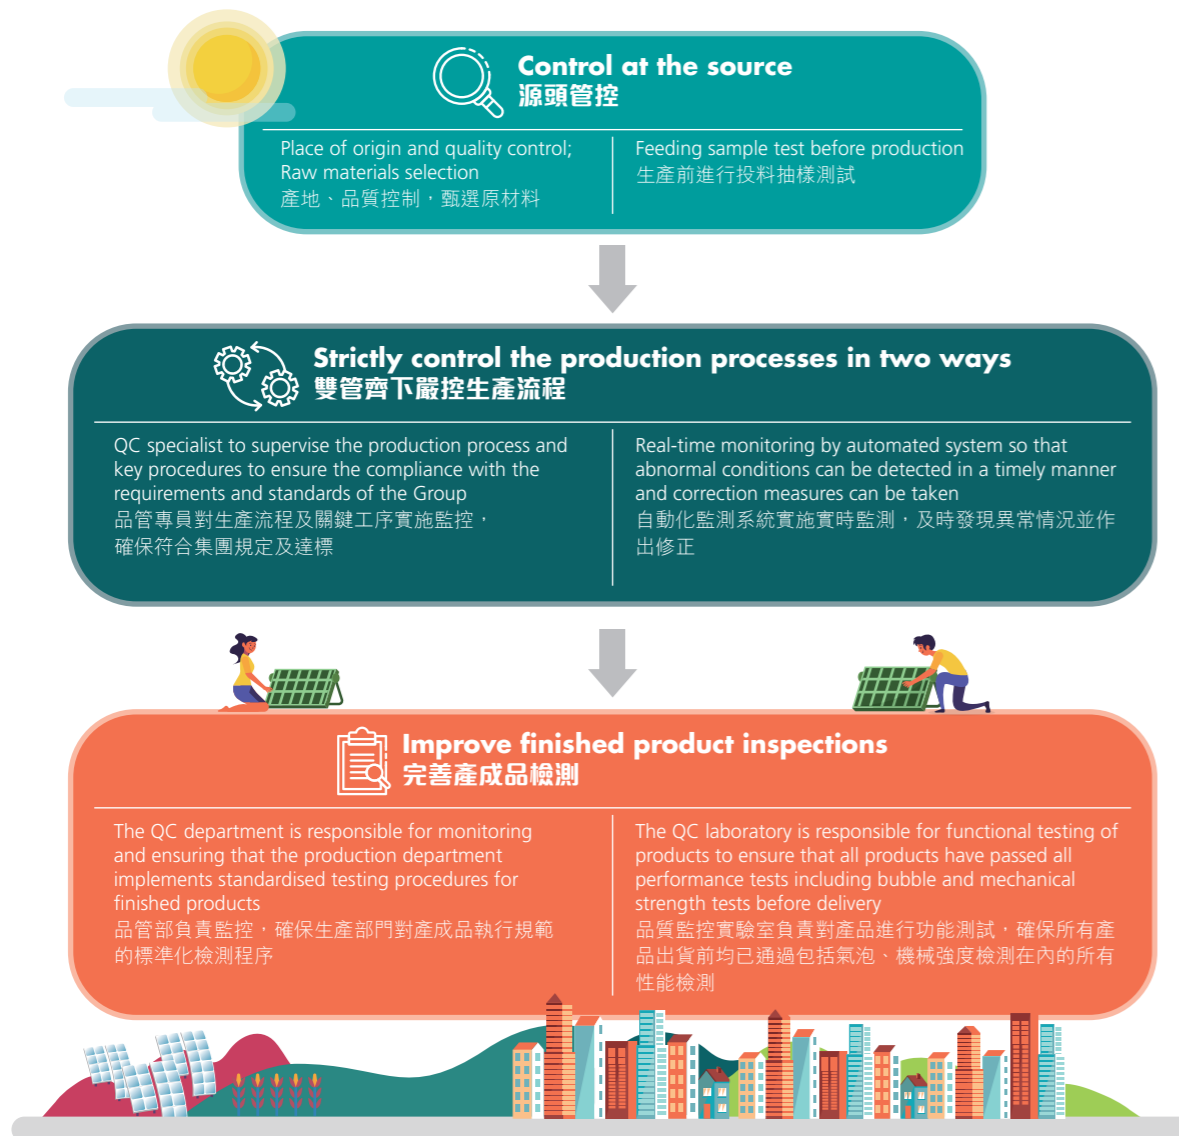 Control at the source
源頭管控
Place of origin and quality control;
Raw materials selection
產地、品質控制，甄選原材料
Feeding sample test before production
生產前進行投料抽樣測試
Strictly control the production processes in two ways
雙管齊下嚴控生產流程
QC specialist to supervise the production process and
key procedures to ensure the compliance with the
requirements and standards of the Group
品管專員對生產流程及關鍵工序實施監控，
確保符合集團規定及達標
Real-time monitoring by automated system so that
abnormal conditions can be detected in a timely manner
and correction measures can be taken
自動化監測系統實施實時監測，及時發現異常情況並作
出修正
Improve finished product inspections
完善產成品檢測
The QC department is responsible for monitoring
and ensuring that the production department
implements standardised testing procedures for
finished products
品管部負責監控，確保生產部門對產成品執行規範
的標準化檢測程序
The QC laboratory is responsible for functional testing of
products to ensure that all products have passed all
performance tests including bubble and mechanical
strength tests before delivery
品質監控實驗室負責對產品進行功能測試，確保所有產
品出貨前均已通過包括氣泡、機械強度檢測在內的所有
性能檢測